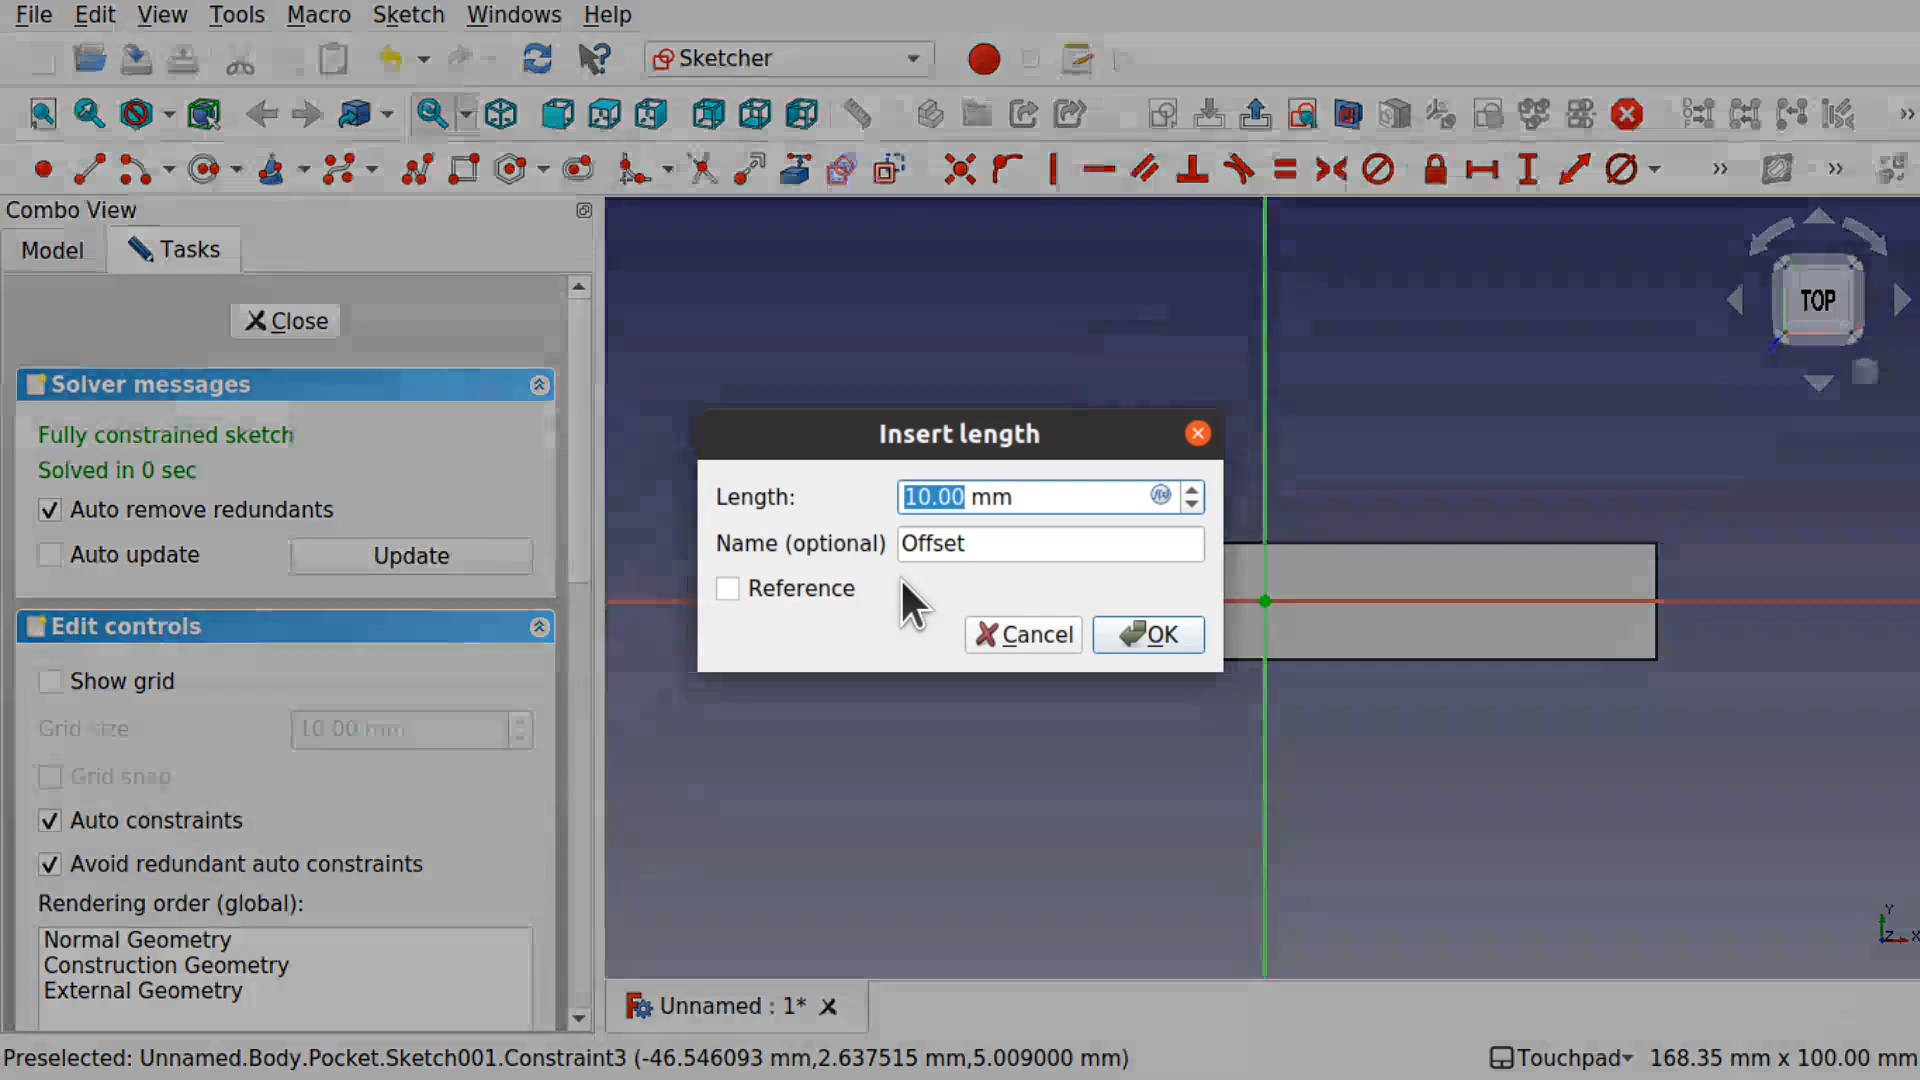 File Edit View Tools Macro Sketch Windows Help
Sketcher
Combo View
Model Tasks
Close
Solver messages
Fully constrained sketch
Solved in 0 sec
Auto remove redundants
Auto update Update
Edit controls
Show grid
Grid size 10.00 mm
Grid snap
Auto constraints
Avoid redundant auto constraints
Rendering order (global):
Normal Geometry
Construction Geometry
External Geometry
Insert length
Length: 10.00 mm
Name (optional) Offset
Reference
Cancel OK
TOP
Y
Z X
Unnamed : 1*
Preselected: Unnamed.Body.Pocket.Sketch001.Constraint3 (-46.546093 mm,2.637515 mm,5.009000 mm)
Touchpad 168.35 mm x 100.00 mm